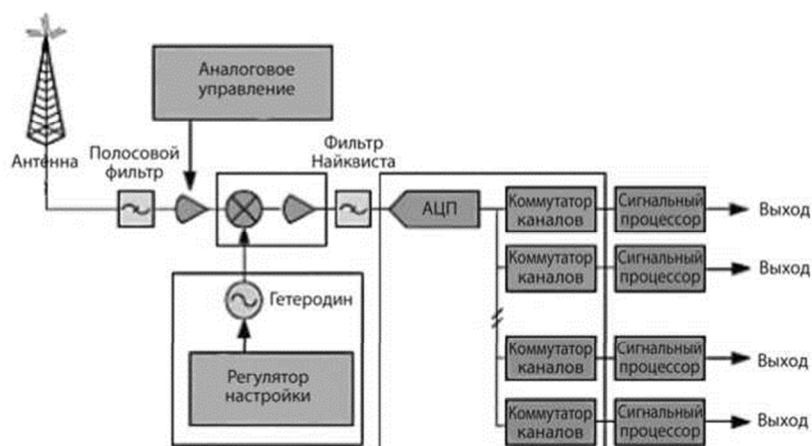 Аналоговое
управление
Антенна
Полосовой
фильтр
Фильтр
Найквиста
АЦП
Коммутатор
каналов
Сигнальный
процессор
Выход
Коммутатор
каналов
Сигнальный
процессор
Выход
Гетеродин
Регулятор
настройки
Коммутатор
каналов
Сигнальный
процессор
Выход
Коммутатор
каналов
Сигнальный
процессор
Выход